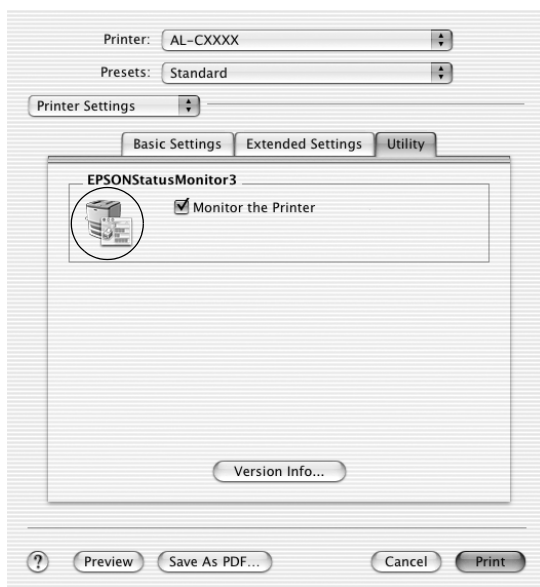 Printer: AL-CXXXX
Presets: Standard
Printer Settings
Basic Settings Extended Settings Utility
EPSONStatusMonitor3
Monitor the Printer
Version Info...
? Preview Save As PDF... Cancel Print